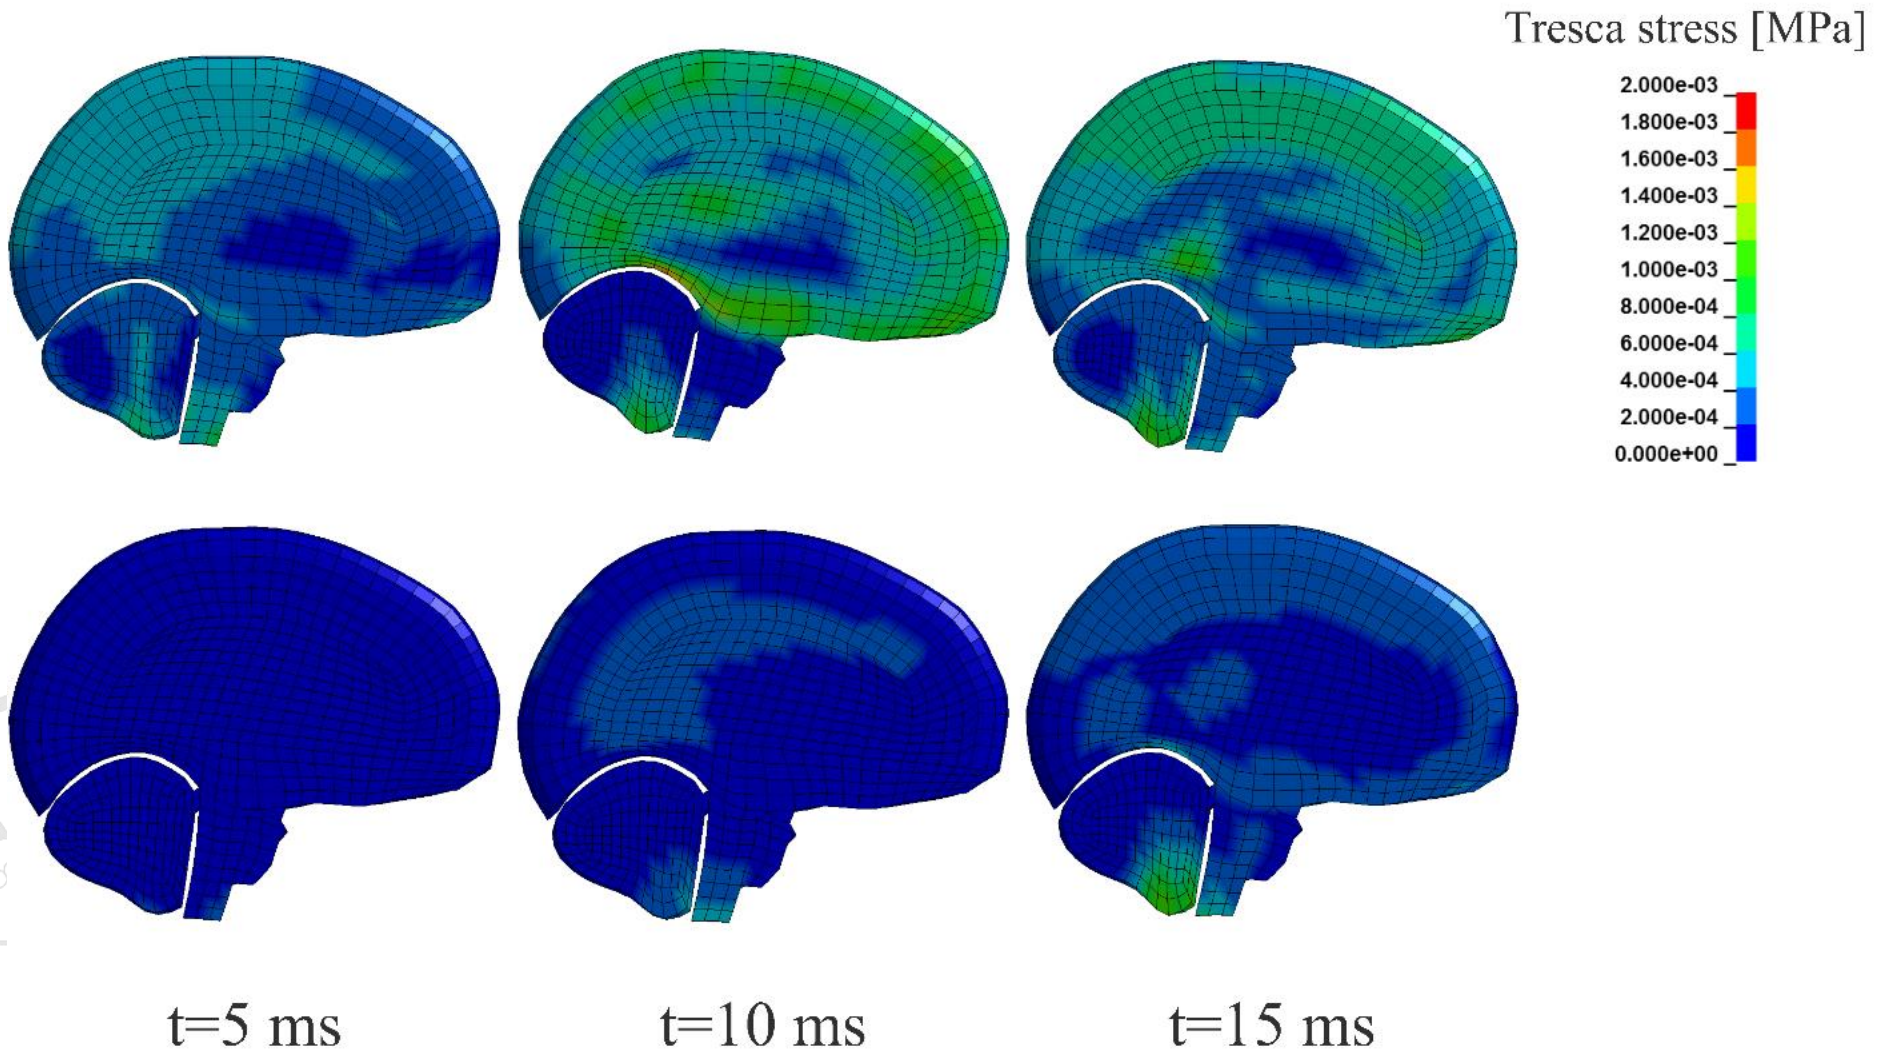 Tresca stress [MPa]
2.000e-03
1.800e-03
1.600e-03
1.400e-03
1.200e-03
1.000e-03
8.000e-04
6.000e-04
4.000e-04
2.000e-04
0.000e+00
t=5 ms
t=10 ms
t=15 ms